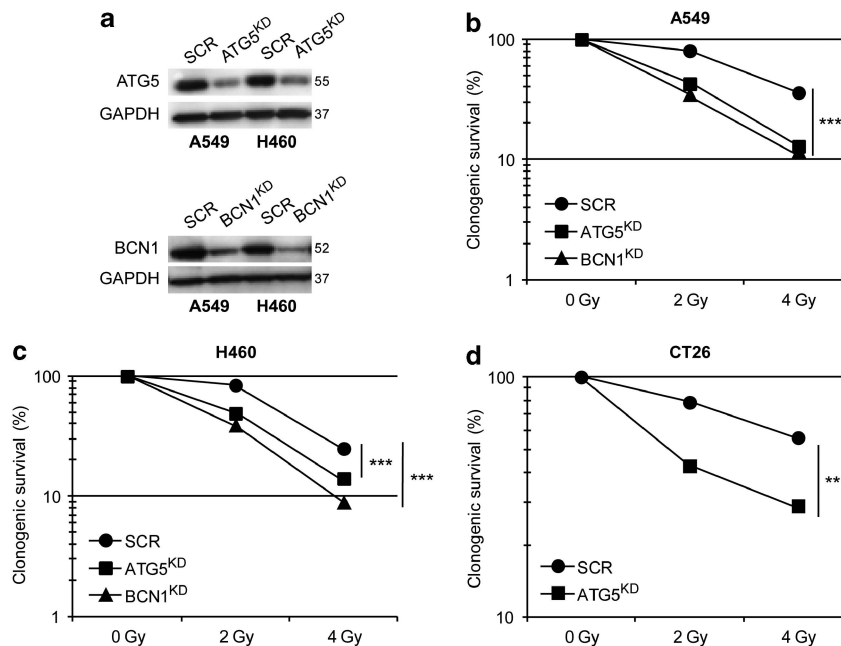 a
SCR ATG5KD SCR ATG5KD
ATG5 55
GAPDH 37
A549 H460
SCR BCN1KD SCR BCN1KD
BCN1 52
GAPDH 37
A549 H460
b
A549
Clonogenic survival (%)
100
10
1
SCR
ATG5KD
BCN1KD
***
0 Gy 2 Gy 4 Gy
c
H460
Clonogenic survival (%)
100
10
1
SCR
ATG5KD
BCN1KD
*** ***
0 Gy 2 Gy 4 Gy
d
CT26
Clonogenic survival (%)
100
10
SCR
ATG5KD
**
0 Gy 2 Gy 4 Gy